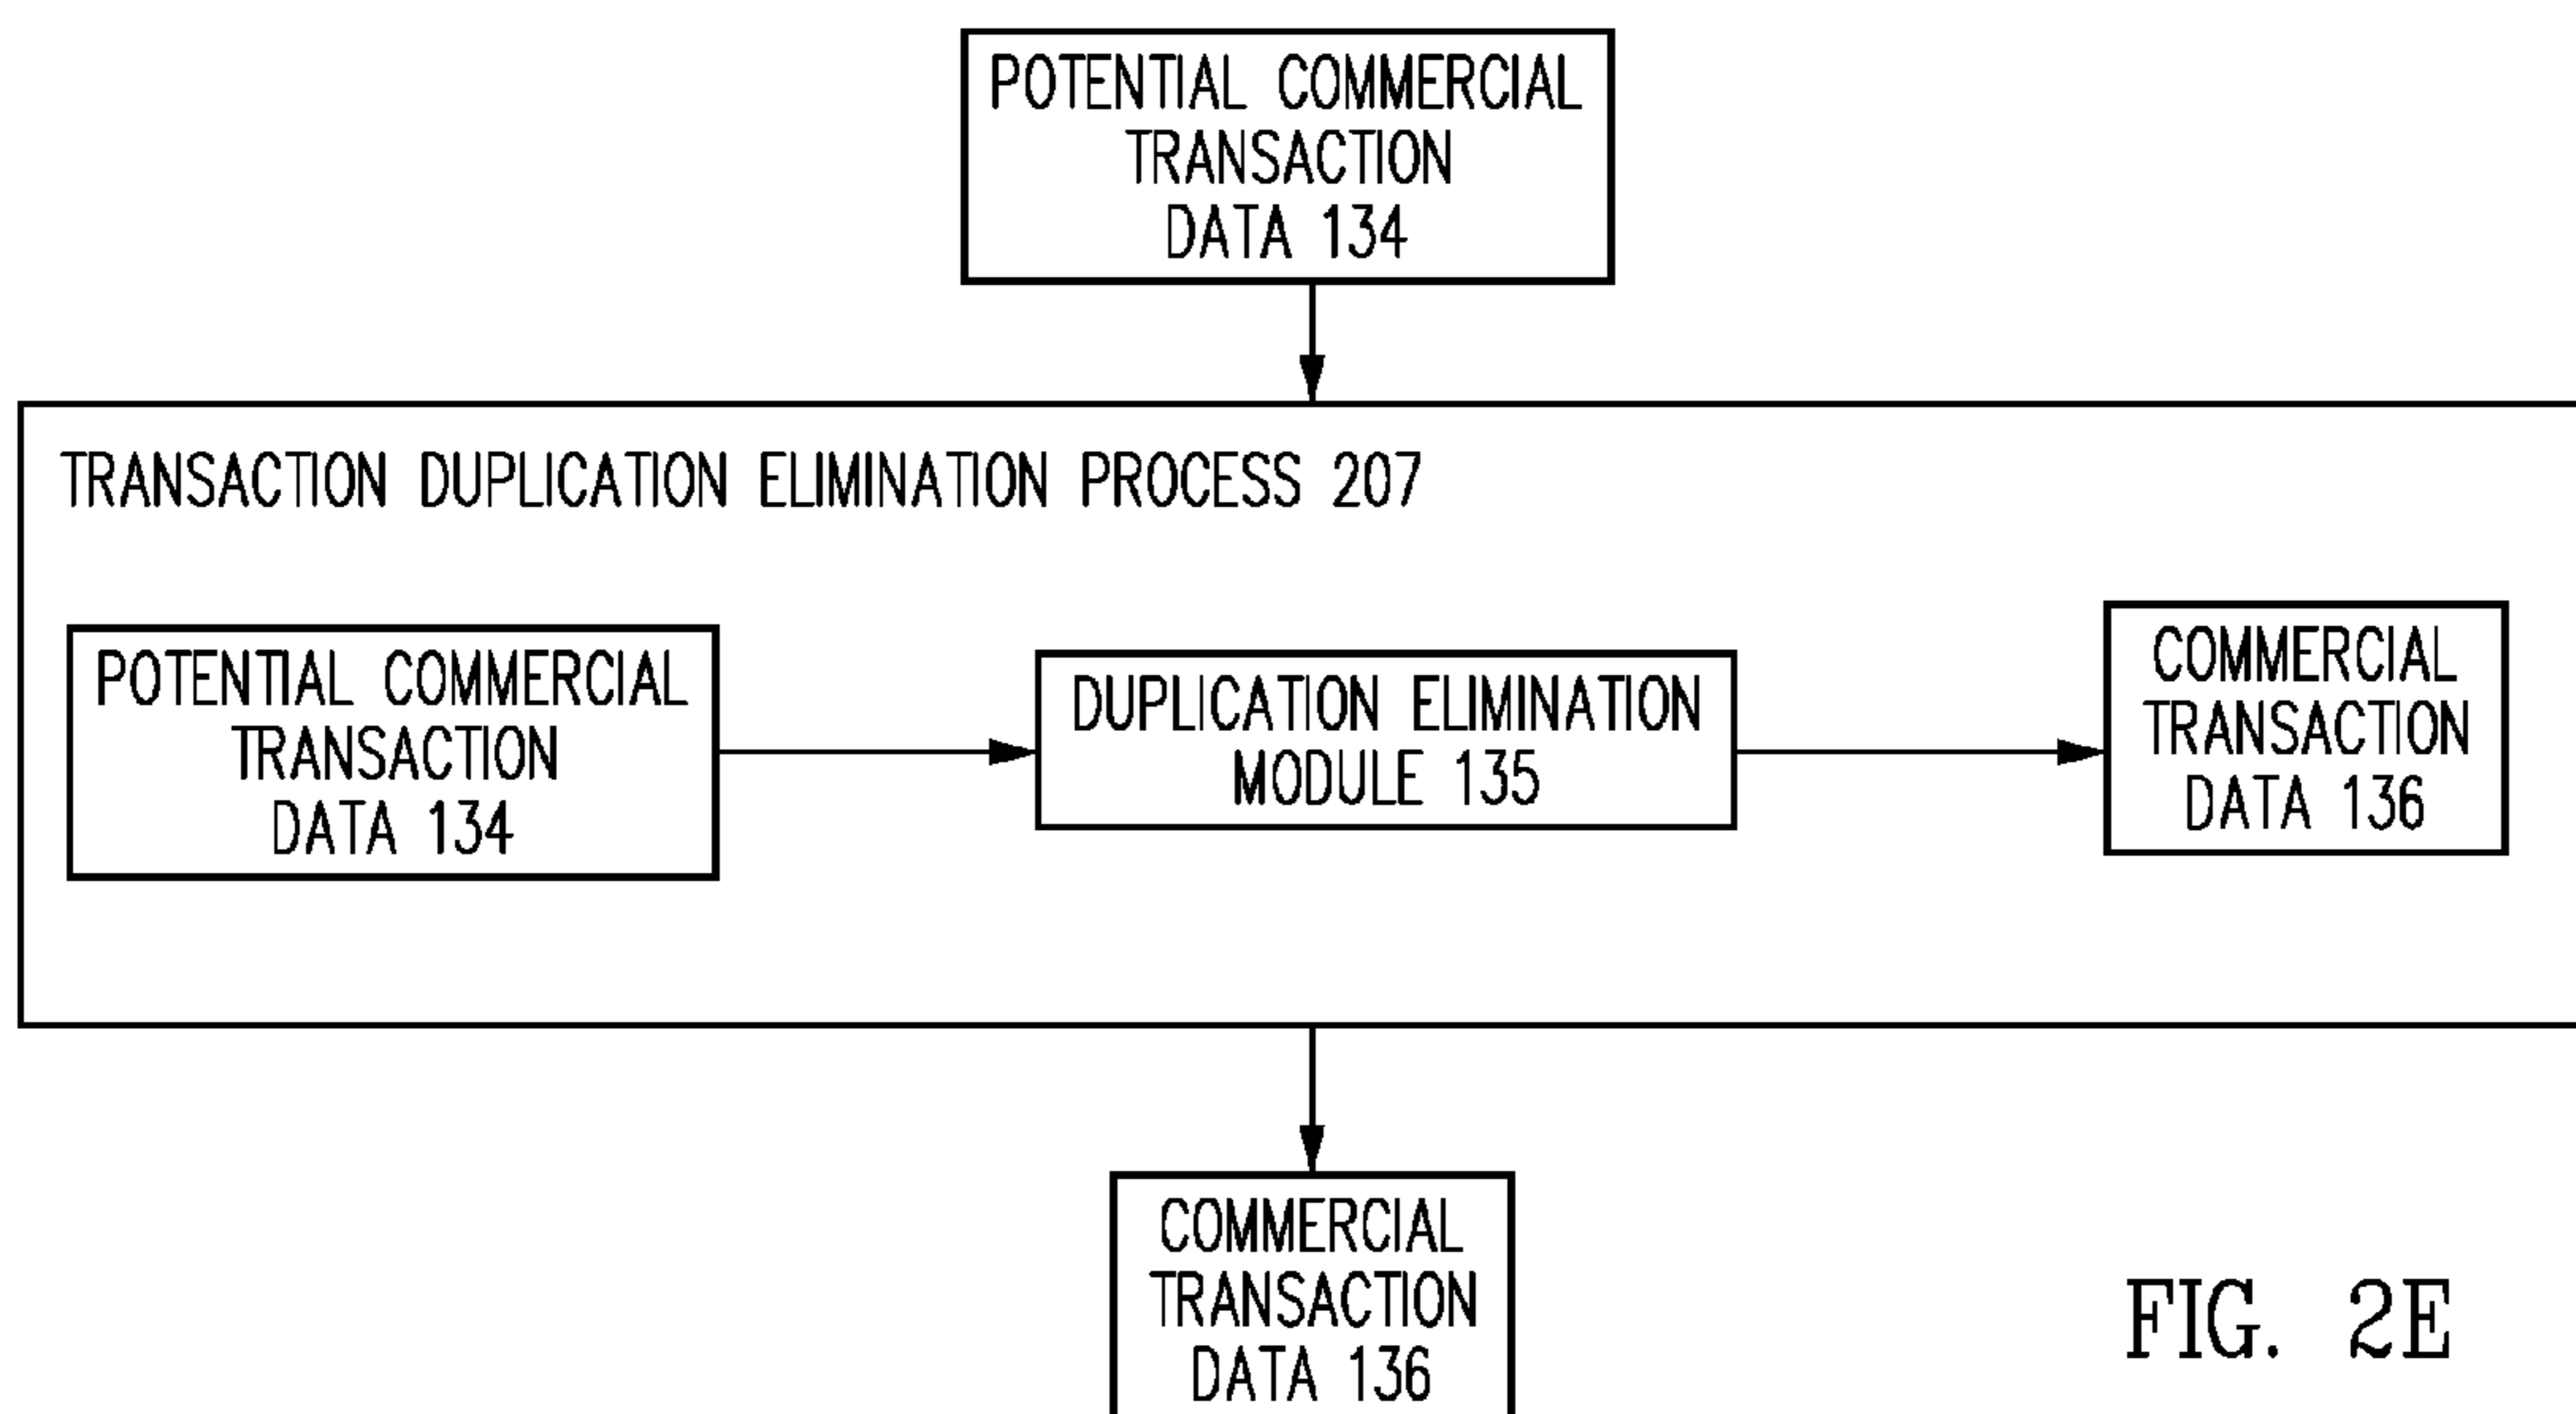 POTENTIAL COMMERCIAL
TRANSACTION
DATA 134
TRANSACTION DUPLICATION ELIMINATION PROCESS 207
POTENTIAL COMMERCIAL
TRANSACTION
DATA 134
DUPLICATION ELIMINATION
MODULE 135
COMMERCIAL
TRANSACTION
DATA 136
COMMERCIAL
TRANSACTION
DATA 136
FIG. 2E